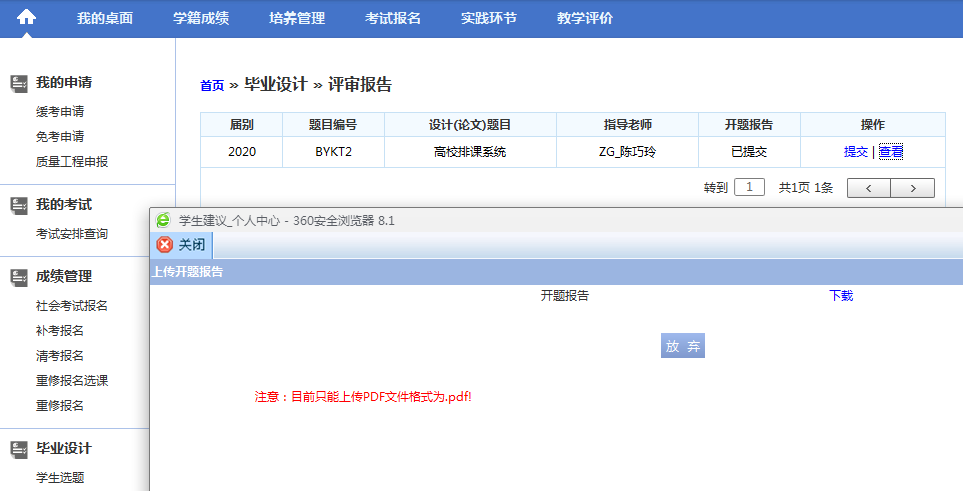 我的桌面 学籍成绩 培养管理 考试报名 实践环节 教学评价
我的申请
缓考申请
免考申请
质量工程申报
我的考试
考试安排查询
成绩管理
社会考试报名
补考报名
清考报名
重修报名选课
重修报名
毕业设计
学生选题
首页 » 毕业设计 » 评审报告
届别 题目编号 设计(论文)题目 指导老师 开题报告 操作
2020 BYKT2 高校排课系统 ZG_陈巧玲 已提交 提交 | 查看
转到 1 共1页 1条 < >
学生建议_个人中心 - 360安全浏览器 8.1
关闭
上传开题报告
开题报告 下载
放 弃
注意：目前只能上传PDF文件格式为.pdf!